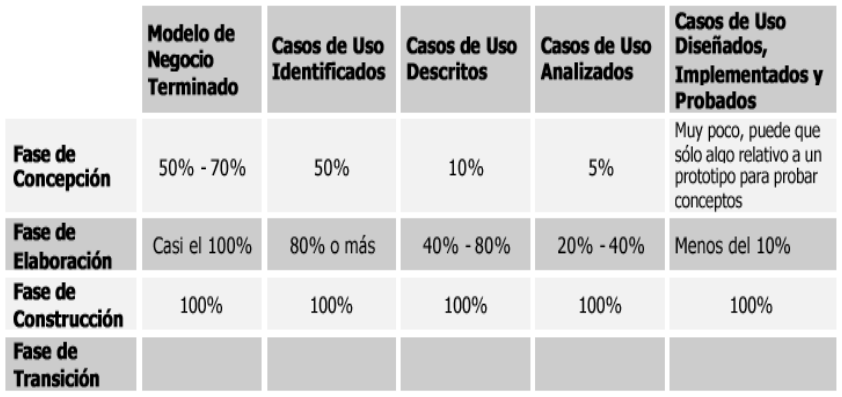 Modelo de
Negocio
Terminado
Casos de Uso
Identificados
Casos de Uso
Descritos
Casos de Uso
Analizados
Casos de Uso
Diseñados,
Implementados y
Probados
Fase de
Concepción
50% - 70%
50%
10%
5%
Muy poco, puede que
sólo algo relativo a un
prototipo para probar
conceptos
Fase de
Elaboración
Casi el 100%
80% o más
40% - 80%
20% - 40%
Menos del 10%
Fase de
Construcción
100%
100%
100%
100%
100%
Fase de
Transición